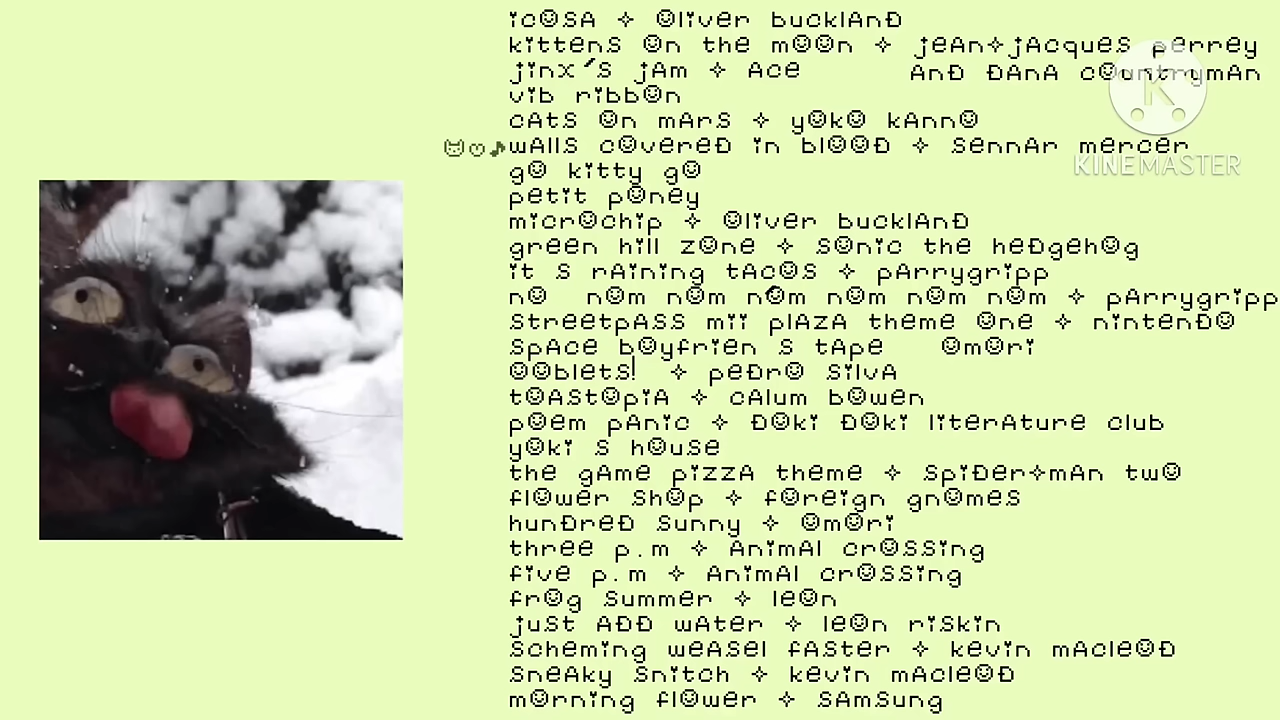 icosa ✧ oliver buckland
kittens on the moon ✧ jean✧jacques perrey
jinx´s jam ✧ ace and dana countryman
vib ribbon
cats on mars ✧ yoko kanno
walls covered in blood ✧ sennar mercer
go kitty go
petit poney
microchip ✧ oliver buckland
green hill zone ✧ sonic the hedgehog
it s raining tacos ✧ parrygripp
no nom nom nom nom nom nom ✧ parrygripp
streetpass mii plaza theme one ✧ nintendo
space boyfrien s tape omori
ooblets! ✧ pedro silva
toastopia ✧ calum bowen
poem panic ✧ doki doki literature club
yoki s house
the game pizza theme ✧ spider✧man two
flower shop ✧ foreign gnomes
hundred sunny ✧ omori
three p.m ✧ animal crossing
five p.m ✧ animal crossing
frog summer ✧ leon
just add water ✧ leon riskin
scheming weasel faster ✧ kevin macleod
sneaky snitch ✧ kevin macleod
morning flower ✧ samsung
K
KINEMASTER